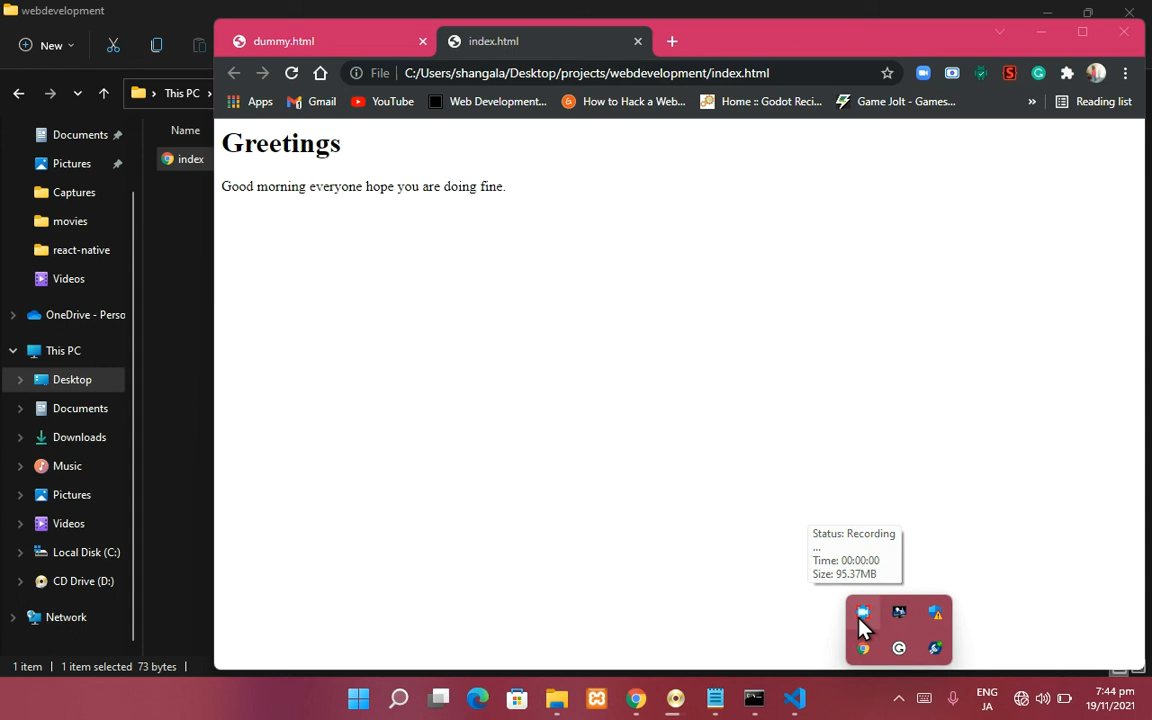 webdevelopment
New
This PC
Name
index
Documents
Pictures
Captures
movies
react-native
Videos
OneDrive - Perso
This PC
Desktop
Documents
Downloads
Music
Pictures
Videos
Local Disk (C:)
CD Drive (D:)
Network
1 item
1 item selected 73 bytes
dummy.html
index.html
File
C:/Users/shangala/Desktop/projects/webdevelopment/index.html
Apps
Gmail
YouTube
Web Development...
How to Hack a Web...
Home :: Godot Reci...
Game Jolt - Games...
»
Reading list
Greetings
Good morning everyone hope you are doing fine.
Status: Recording
...
Time: 00:00:00
Size: 95.37MB
ENG
JA
7:44 pm
19/11/2021